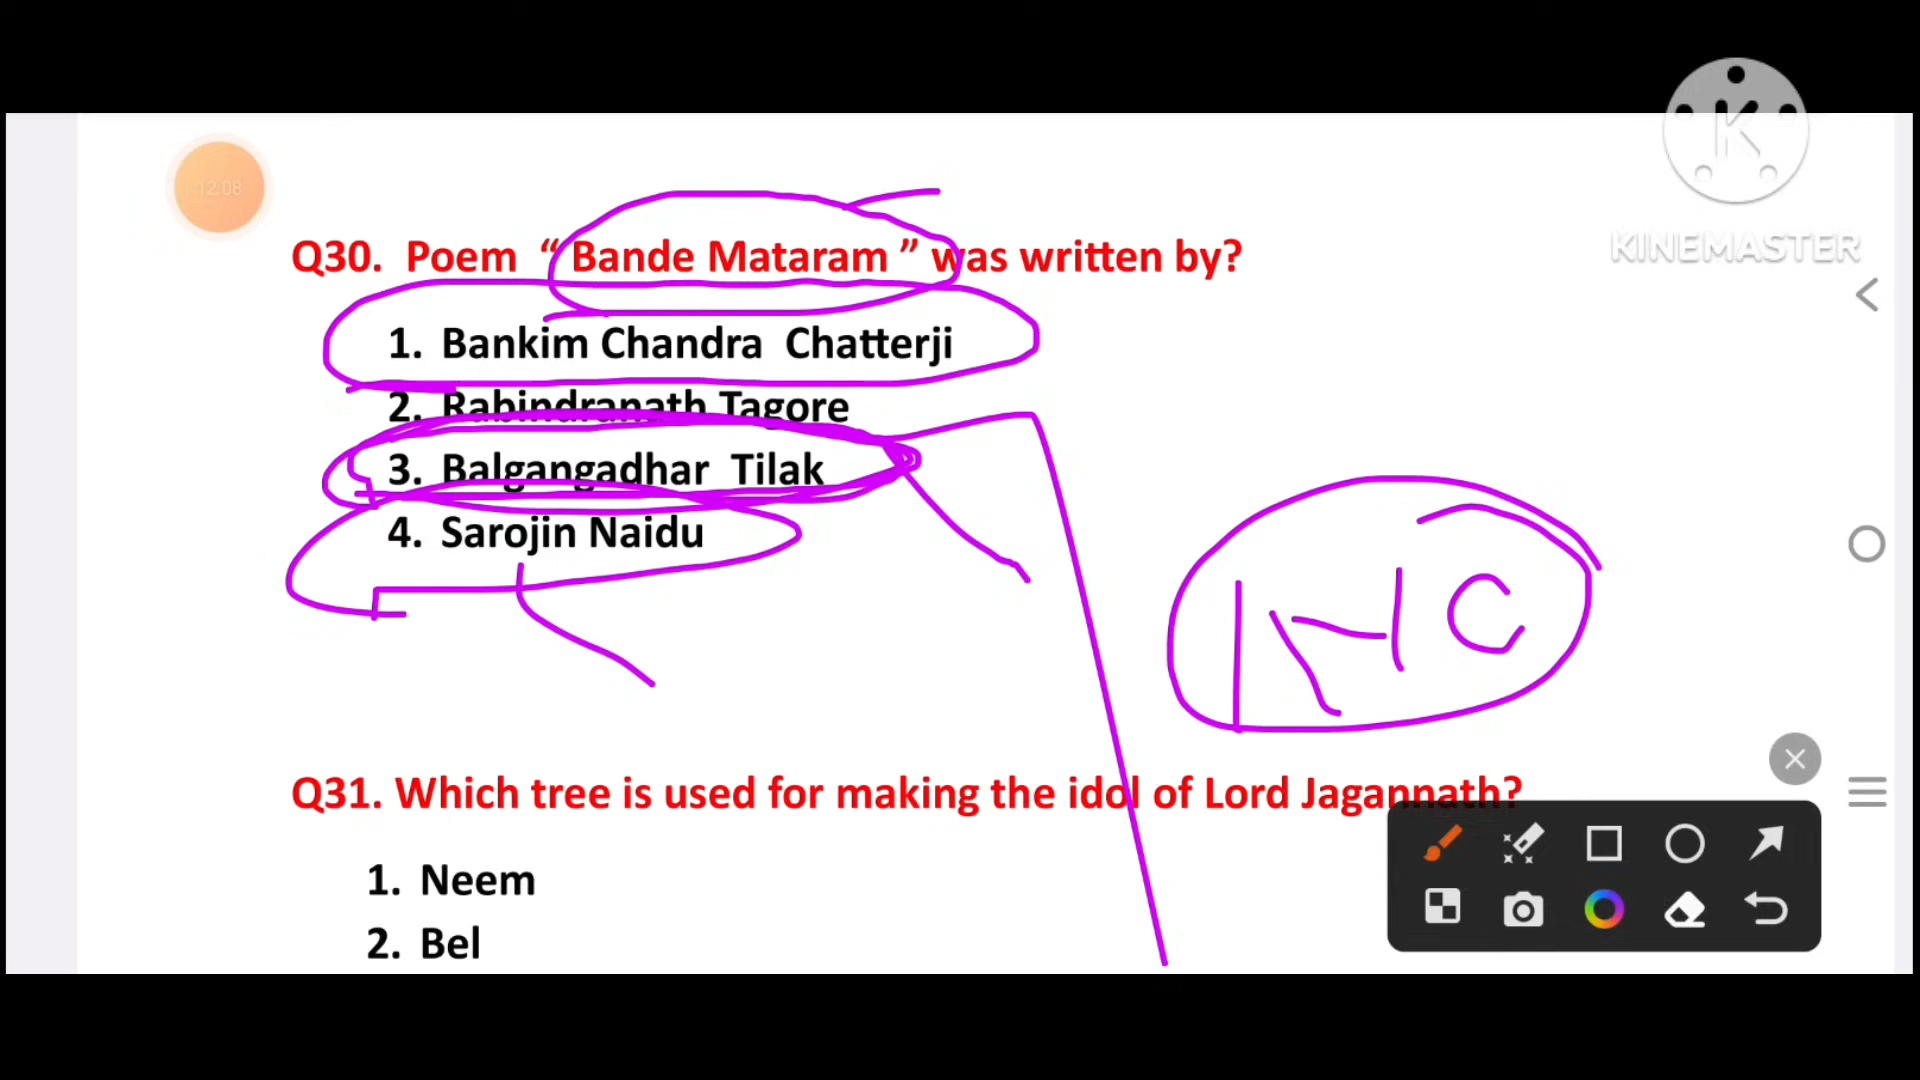 12:08
K
KINEMASTER
Q30. Poem “ Bande Mataram ” was written by?
1. Bankim Chandra Chatterji
2. Rabindranath Tagore
3. Balgangadhar Tilak
4. Sarojin Naidu
INC
Q31. Which tree is used for making the idol of Lord Jagannath?
1. Neem
2. Bel